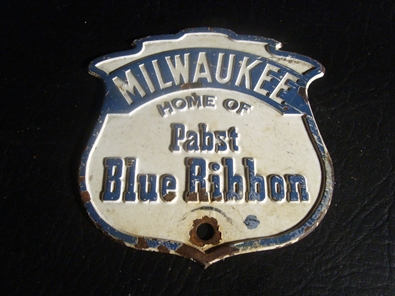 MILWAUKEE
HOME OF
Pabst
Blue Ribbon